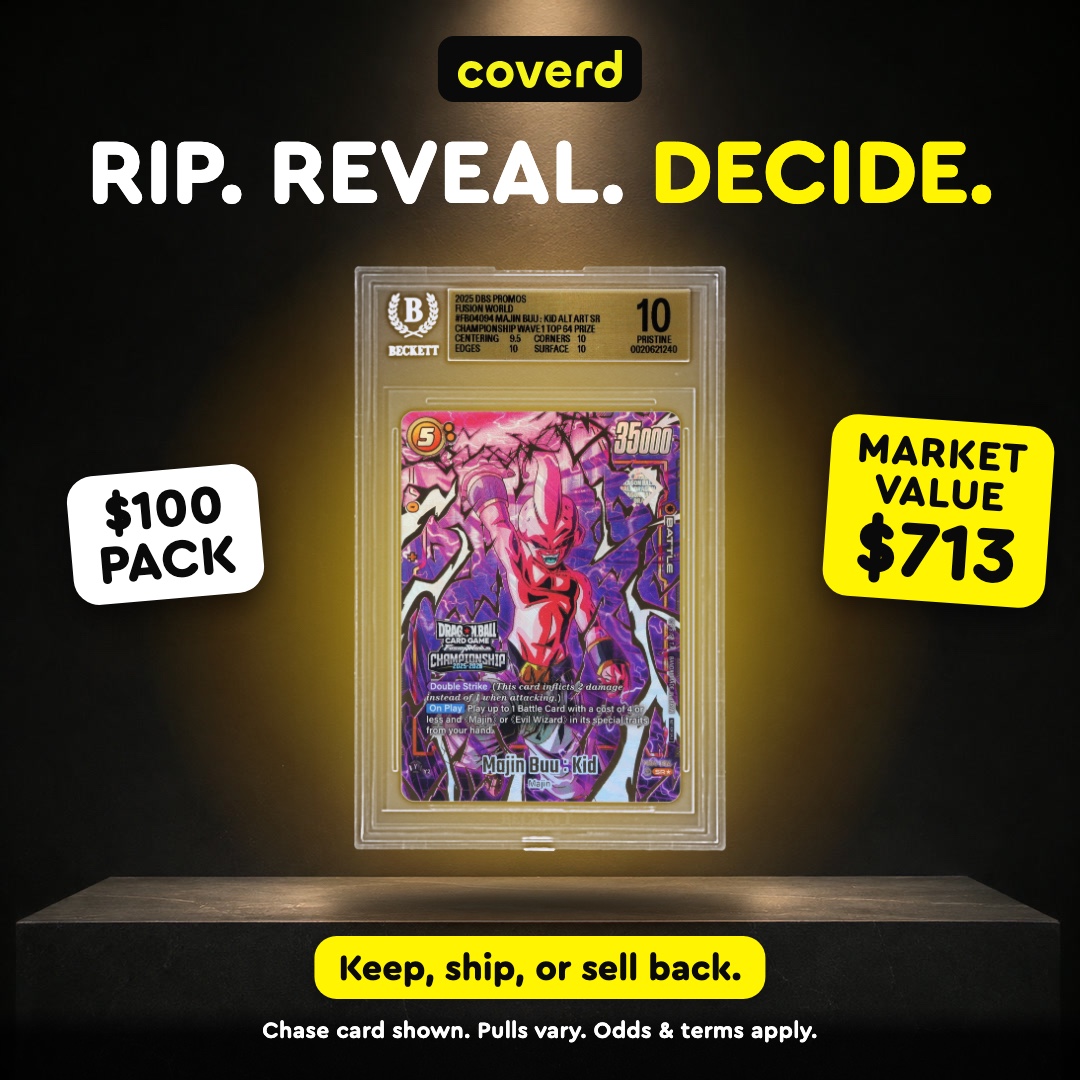 coverd
RIP. REVEAL. DECIDE.
B
BECKETT
2025 DBS PROMOS
FUSION WORLD
#FB04094 MAJIN BUU : KID ALT ART SR
CHAMPIONSHIP WAVE 1 TOP 64 PRIZE
CENTERING 9.5 CORNERS 10
EDGES 10 SURFACE 10
10
PRISTINE
0020621240
5
35000
BATTLE
DRAGON BALL
CARD GAME
Fusion World
CHAMPIONSHIP
2025-2026
Double Strike (This card inflicts 2 damage
instead of 1 when attacking.)
On Play Play up to 1 Battle Card with a cost of 4 or
less and 《Majin》 or 《Evil Wizard》 in its special traits
from your hand.
Majin Buu : Kid
Majin
$100
PACK
MARKET
VALUE
$713
Keep, ship, or sell back.
Chase card shown. Pulls vary. Odds & terms apply.